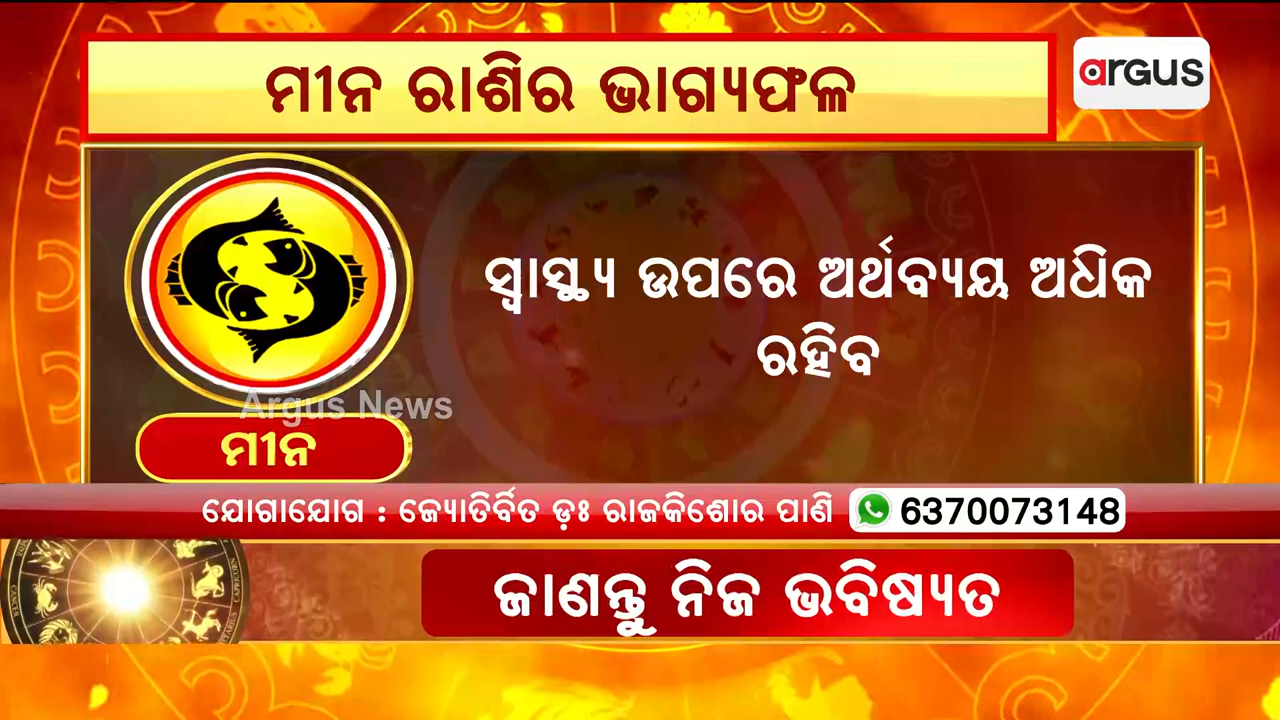 ମୀନ ରାଶିର ଭାଗ୍ୟଫଳ
argus
ସ୍ୱାସ୍ଥ୍ୟ ଉପରେ ଅର୍ଥବ୍ୟୟ ଅଧିକ
ରହିବ
Argus News
ମୀନ
ଯୋଗାଯୋଗ : ଜ୍ୟୋତିର୍ବିତ ଡ଼ଃ ରାଜକିଶୋର ପାଣି 6370073148
ଜାଣନ୍ତୁ ନିଜ ଭବିଷ୍ୟତ